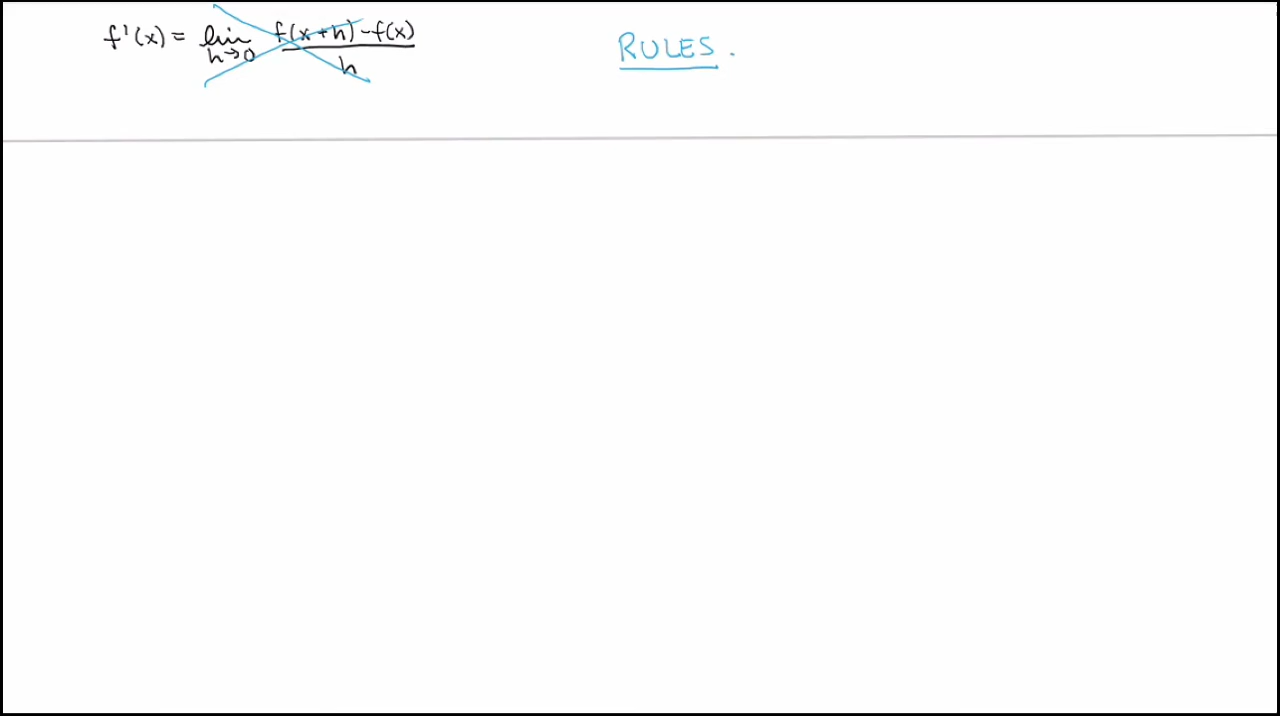 f'(x) = lim h→0 f(x+h) - f(x) / h
RULES.